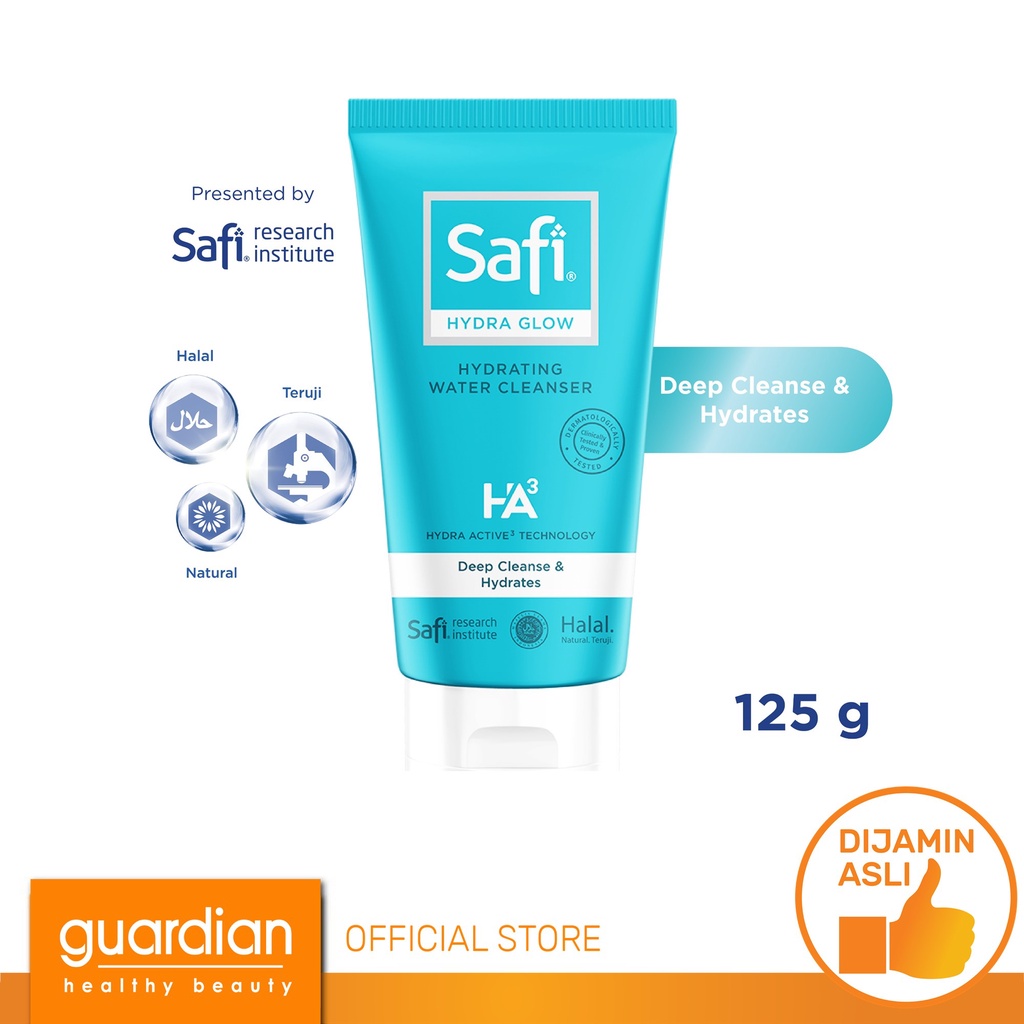 Presented by
Safi® research
institute
Halal
حلال
Teruji
Natural
Safi®
HYDRA GLOW
HYDRATING
WATER CLEANSER
DERMATOLOGICALLY
Clinically
Tested &
Proven
TESTED
HA³
HYDRA ACTIVE³ TECHNOLOGY
Deep Cleanse &
Hydrates
Safi® research
institute
Halal.
Natural. Teruji.
Deep Cleanse &
Hydrates
125 g
DIJAMIN
ASLI
guardian
healthy beauty
OFFICIAL STORE